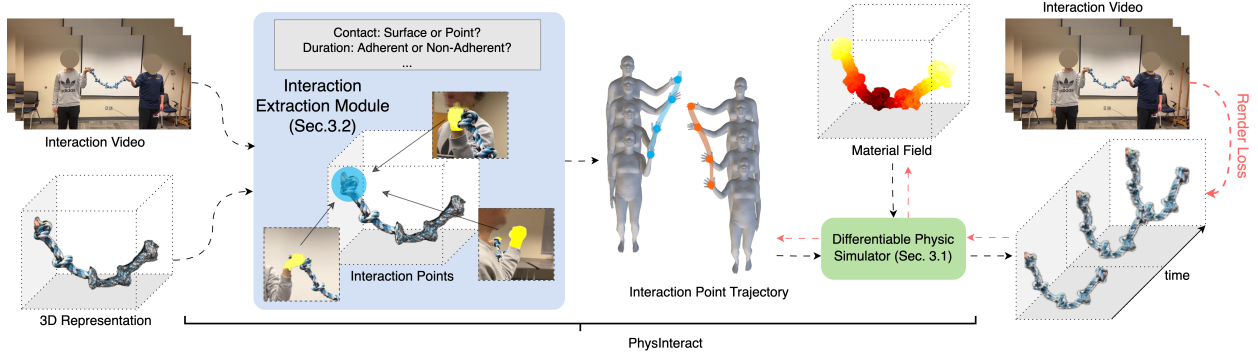 Interaction Video
3D Representation
Contact: Surface or Point?
Duration: Adherent or Non-Adherent?
...
Interaction
Extraction Module
(Sec.3.2)
Interaction Points
Interaction Point Trajectory
Material Field
Differentiable Physic
Simulator (Sec. 3.1)
Interaction Video
Render Loss
time
PhysInteract
adidas